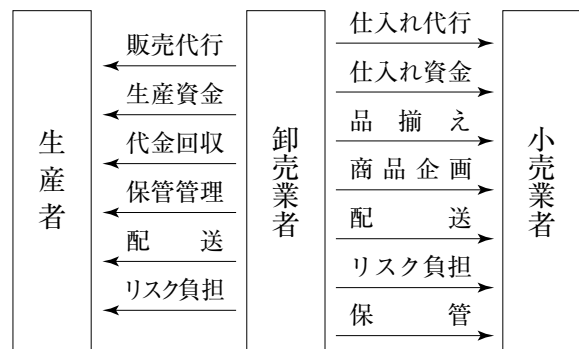 生産者
販売代行
生産資金
代金回収
保管管理
配送
リスク負担
卸売業者
仕入れ代行
仕入れ資金
品揃え
商品企画
配送
リスク負担
保管
小売業者